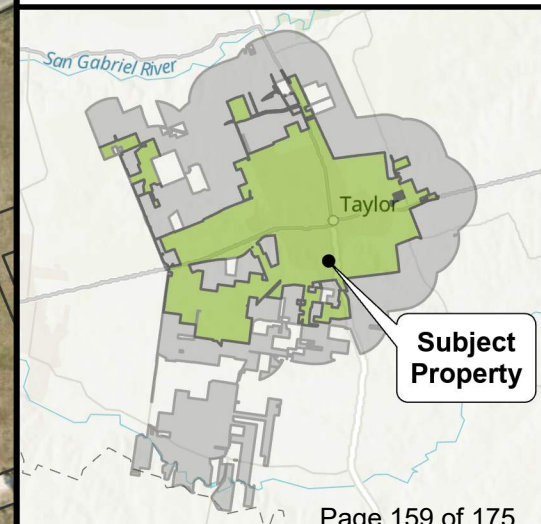 San Gabriel River
Taylor
Subject
Property
Page 159 of 175